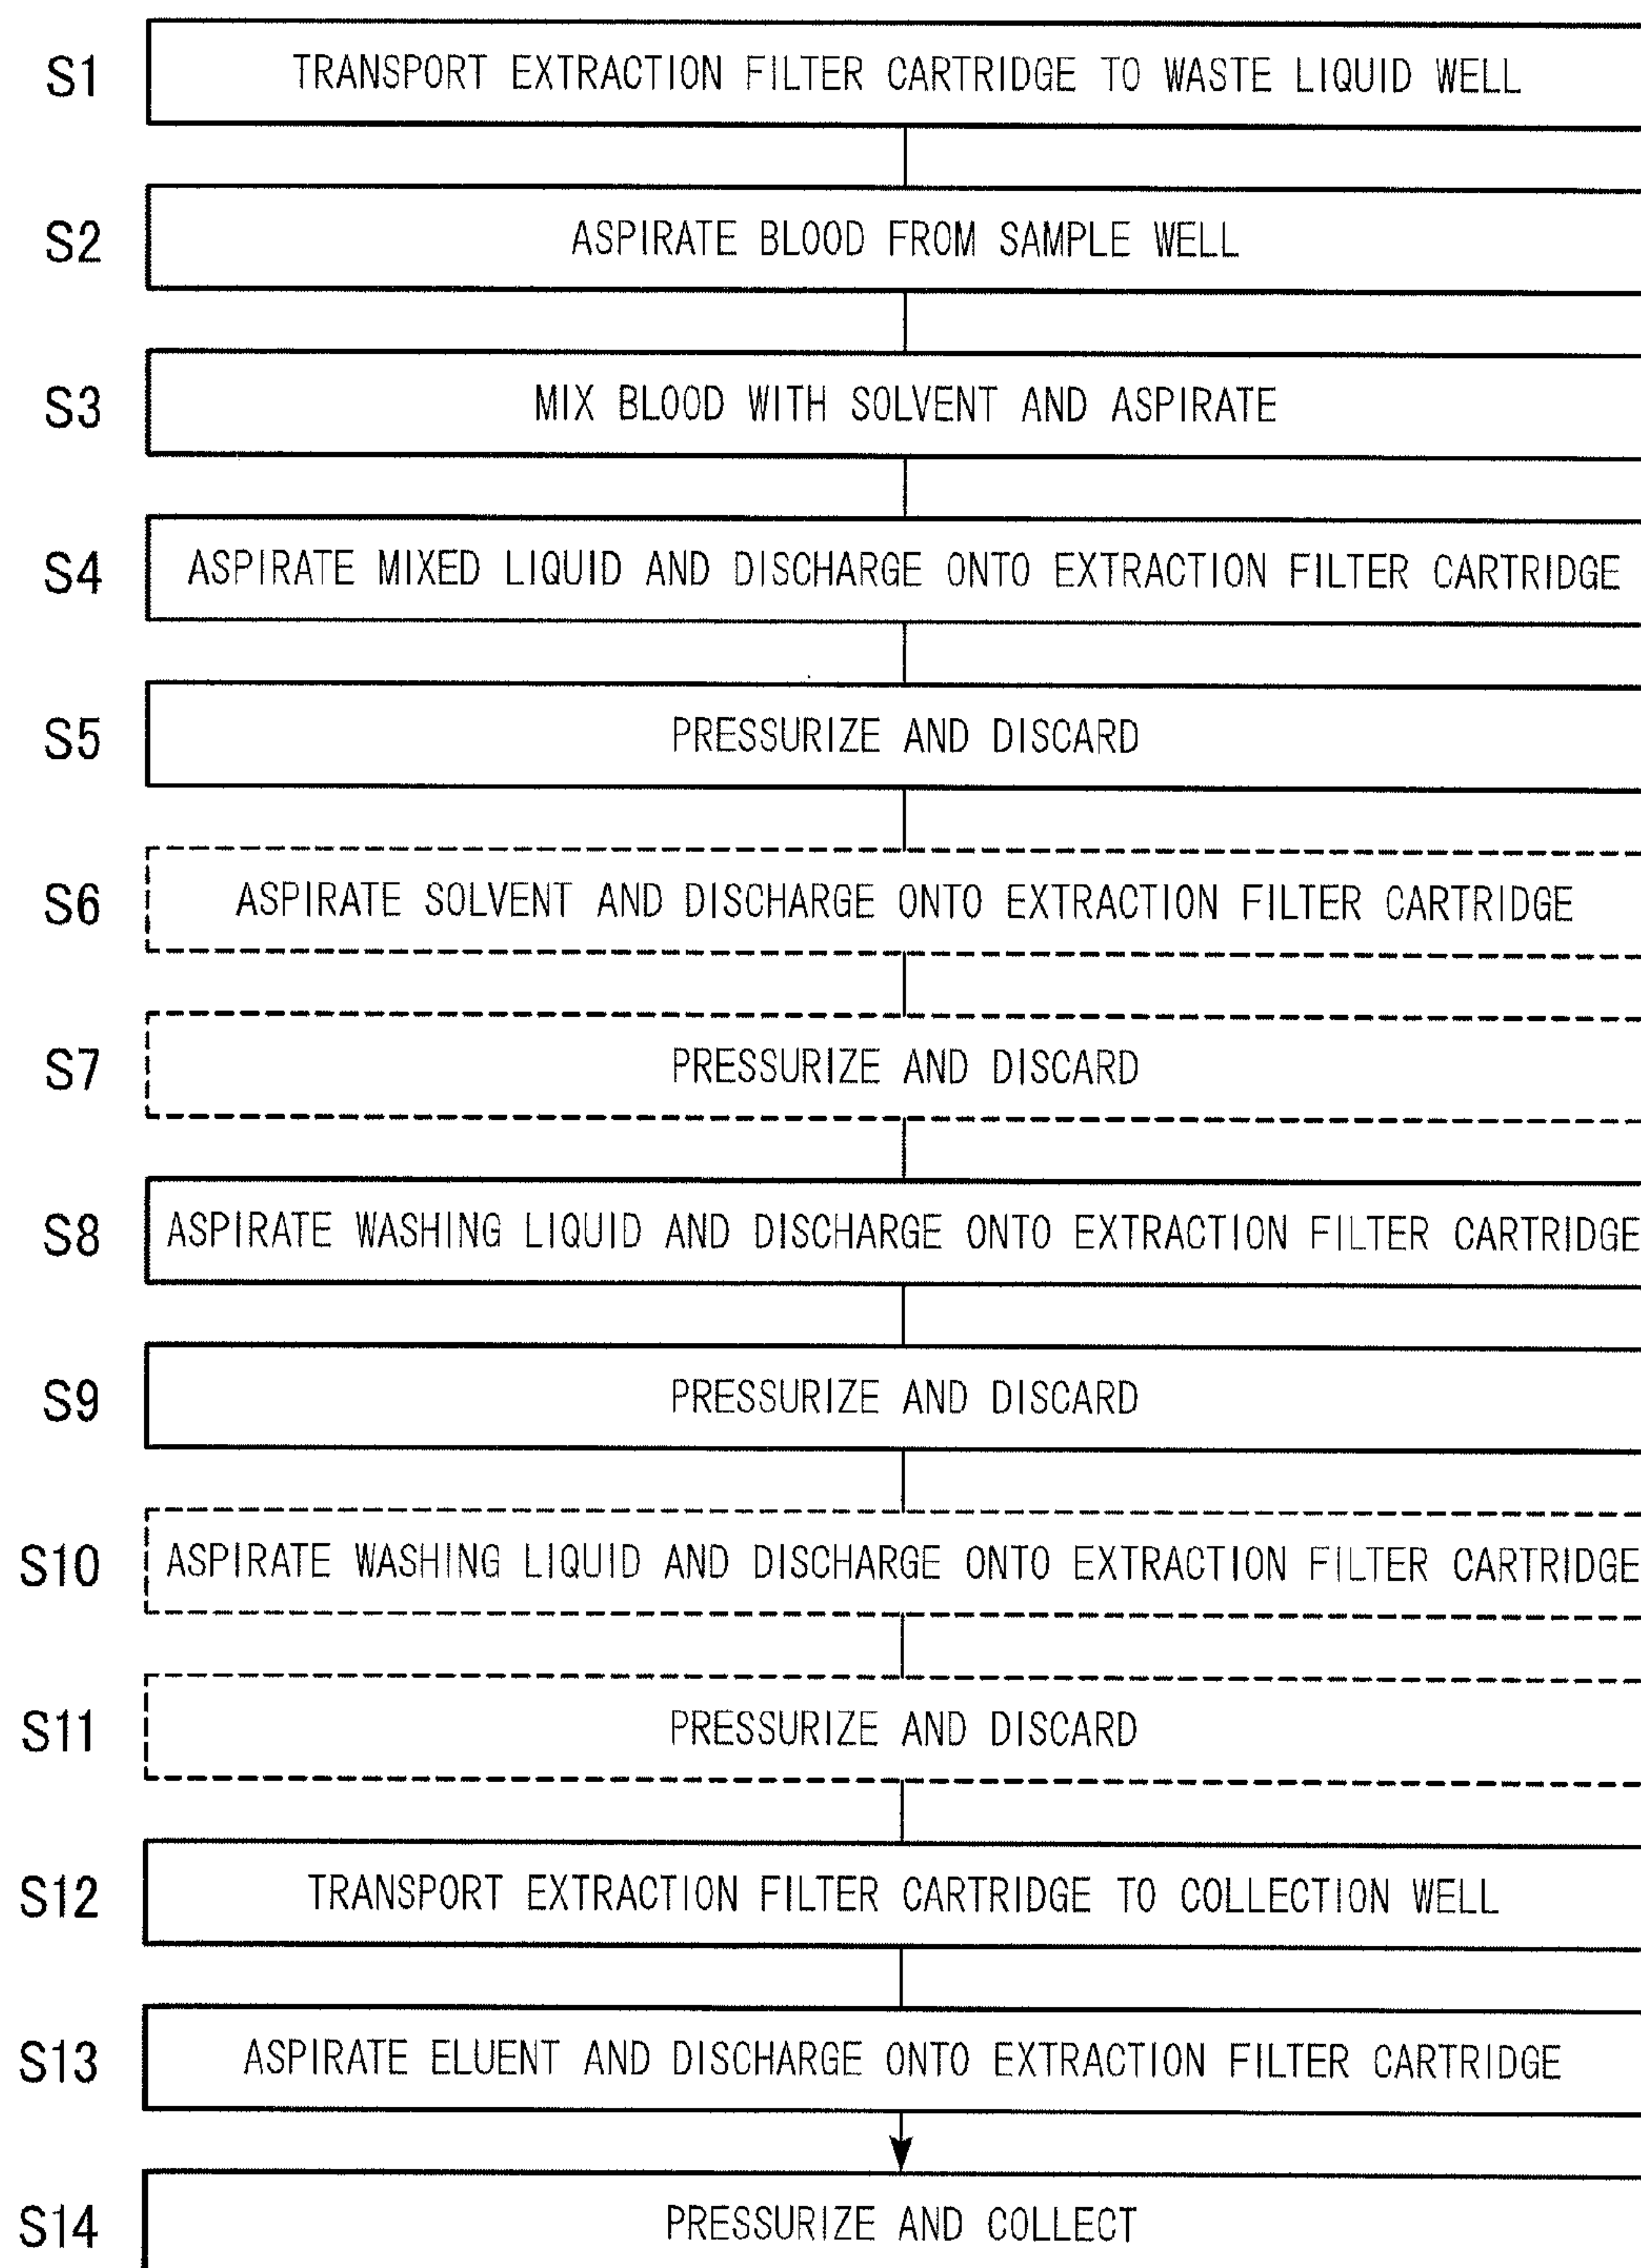 S1 TRANSPORT EXTRACTION FILTER CARTRIDGE TO WASTE LIQUID WELL
S2 ASPIRATE BLOOD FROM SAMPLE WELL
S3 MIX BLOOD WITH SOLVENT AND ASPIRATE
S4 ASPIRATE MIXED LIQUID AND DISCHARGE ONTO EXTRACTION FILTER CARTRIDGE
S5 PRESSURIZE AND DISCARD
S6 ASPIRATE SOLVENT AND DISCHARGE ONTO EXTRACTION FILTER CARTRIDGE
S7 PRESSURIZE AND DISCARD
S8 ASPIRATE WASHING LIQUID AND DISCHARGE ONTO EXTRACTION FILTER CARTRIDGE
S9 PRESSURIZE AND DISCARD
S10 ASPIRATE WASHING LIQUID AND DISCHARGE ONTO EXTRACTION FILTER CARTRIDGE
S11 PRESSURIZE AND DISCARD
S12 TRANSPORT EXTRACTION FILTER CARTRIDGE TO COLLECTION WELL
S13 ASPIRATE ELUENT AND DISCHARGE ONTO EXTRACTION FILTER CARTRIDGE
S14 PRESSURIZE AND COLLECT